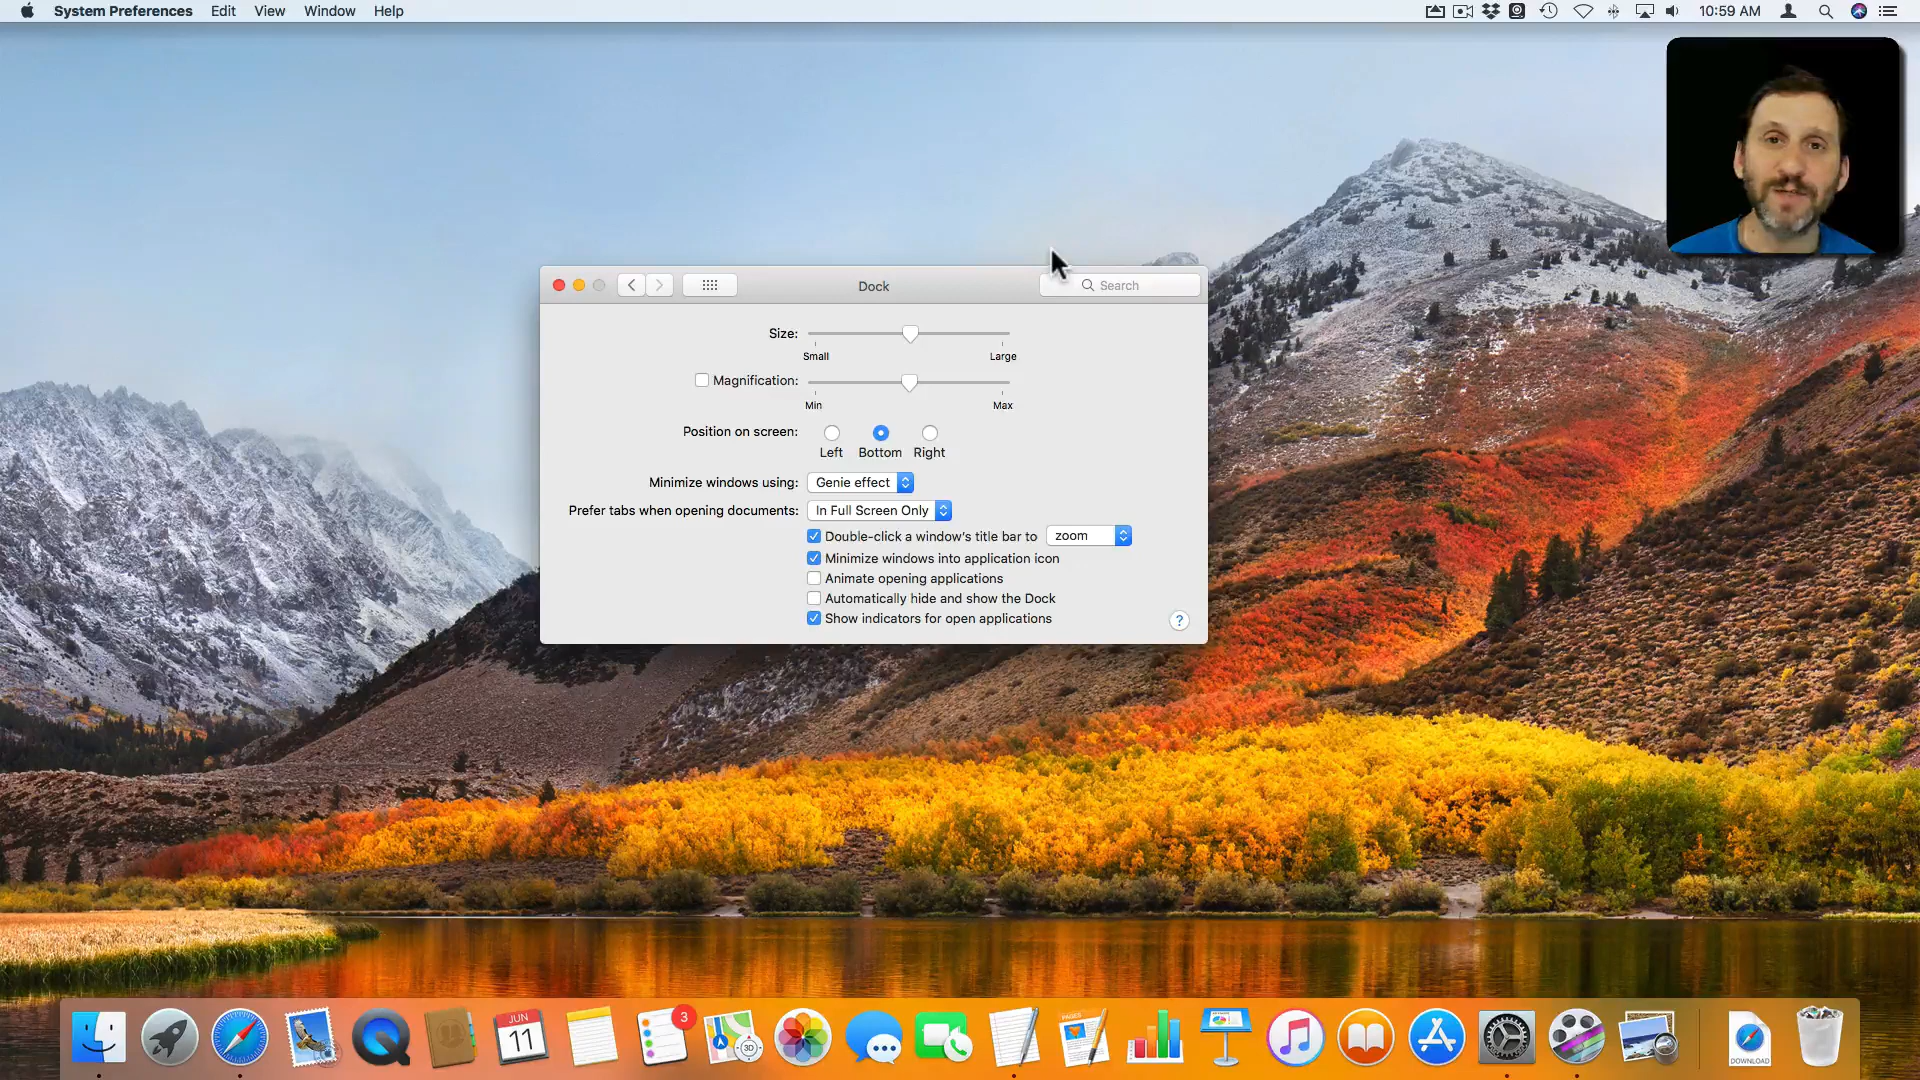 System Preferences Edit View Window Help 10:59 AM
Dock
Search
Size:
Small Large
Magnification:
Min Max
Position on screen:
Left Bottom Right
Minimize windows using: Genie effect
Prefer tabs when opening documents: In Full Screen Only
Double-click a window's title bar to zoom
Minimize windows into application icon
Animate opening applications
Automatically hide and show the Dock
Show indicators for open applications
?
JUN
11
3
3D
PAGES
DOWNLOAD